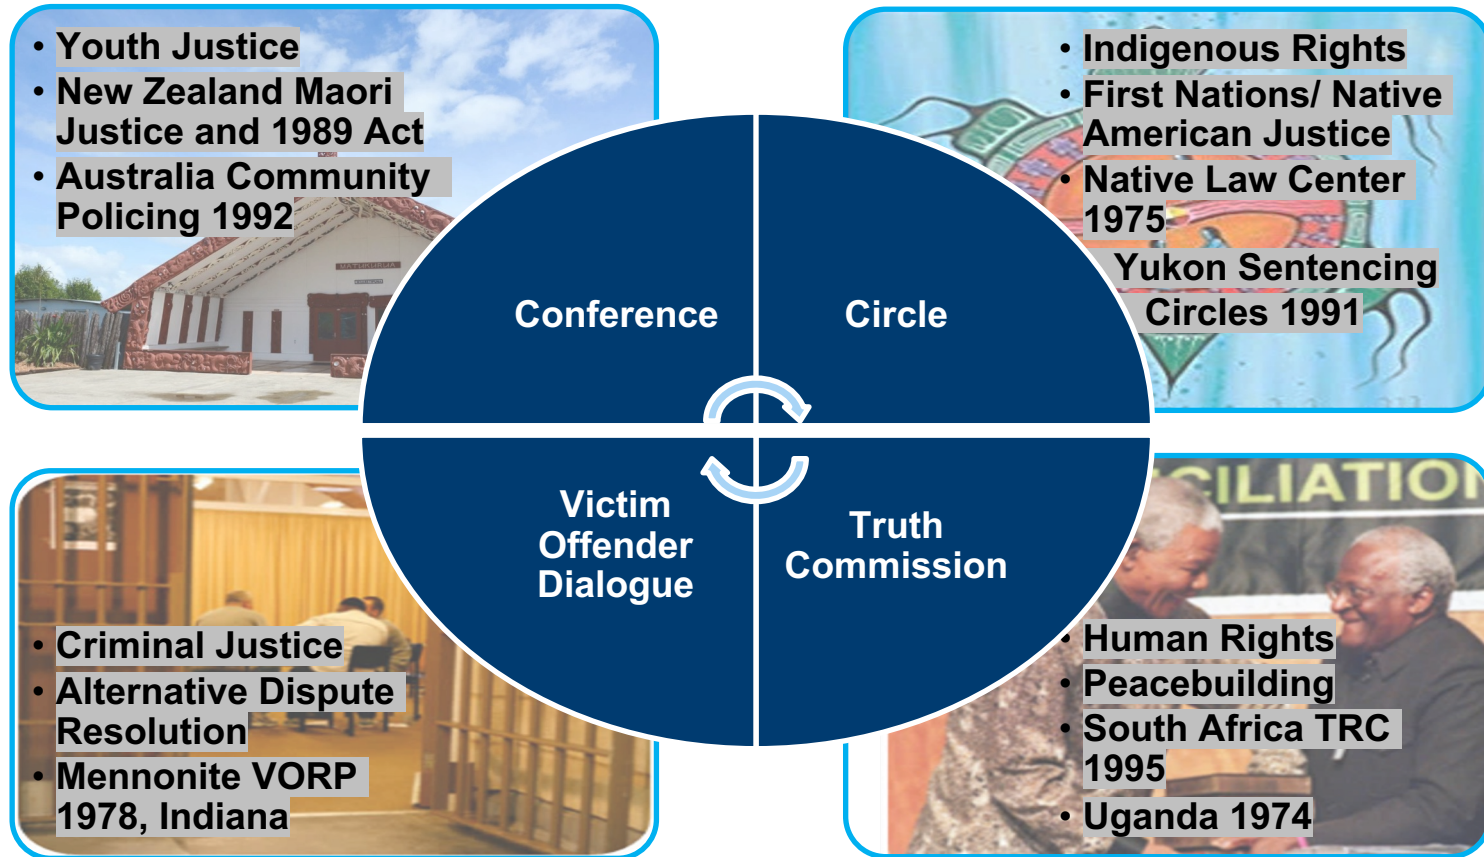 • Youth Justice
• New Zealand Maori
Justice and 1989 Act
• Australia Community
Policing 1992
• Indigenous Rights
• First Nations/ Native
American Justice
• Native Law Center
1975
Yukon Sentencing
Circles 1991
Conference
Circle
Victim
Offender
Dialogue
Truth
Commission
• Criminal Justice
• Alternative Dispute
Resolution
• Mennonite VORP
1978, Indiana
CILIATION
• Human Rights
• Peacebuilding
• South Africa TRC
1995
• Uganda 1974